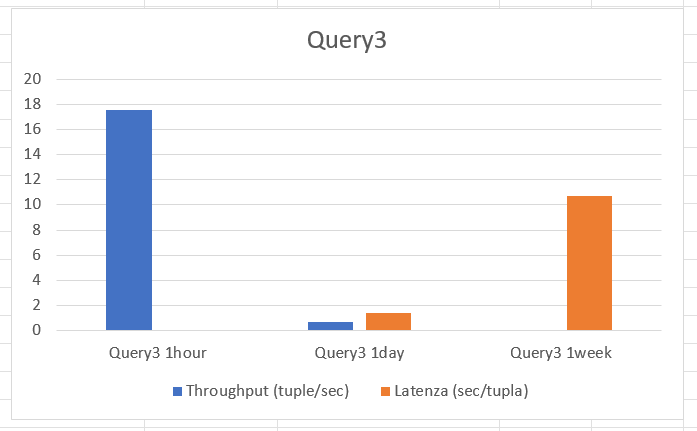 Query3
20
18
16
14
12
10
8
6
4
2
0
Query3 1hour
Query3 1day
Query3 1week
Throughput (tuple/sec)
Latenza (sec/tupla)